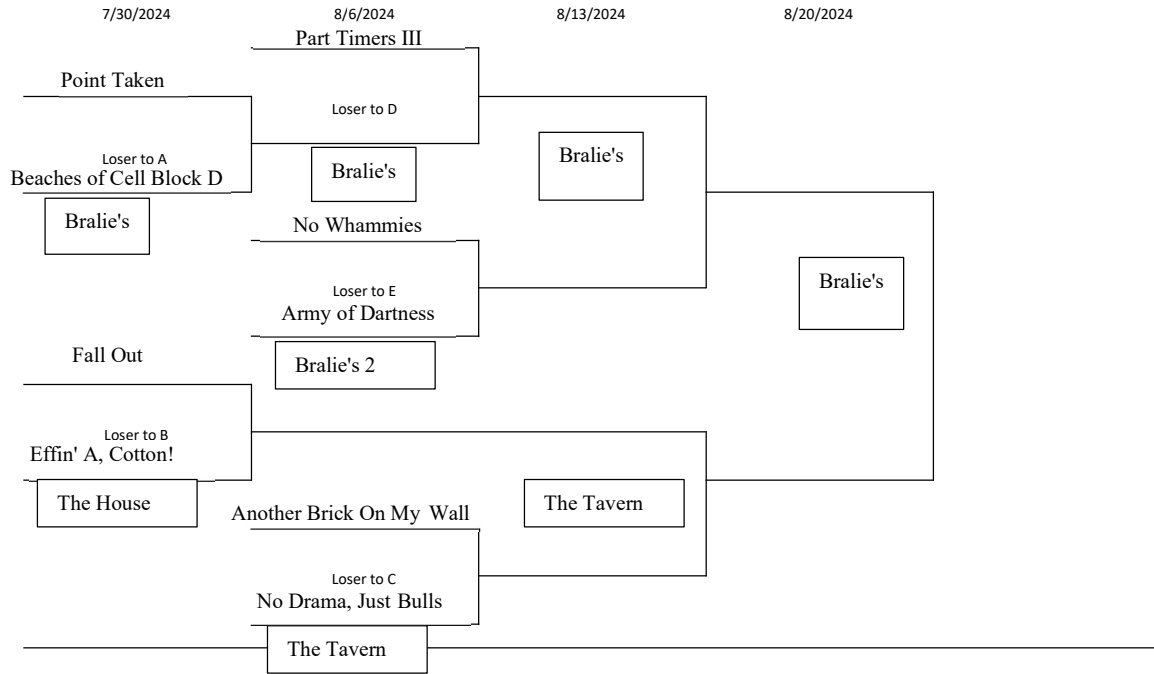 7/30/2024
8/6/2024
8/13/2024
8/20/2024
Part Timers III
Point Taken
Loser to D
Bralie's
Loser to A
Bralie's
Beaches of Cell Block D
Bralie's
No Whammies
Bralie's
Loser to E
Army of Dartness
Fall Out
Bralie's 2
Loser to B
Effin' A, Cotton!
The House
The Tavern
Another Brick On My Wall
Loser to C
No Drama, Just Bulls
The Tavern